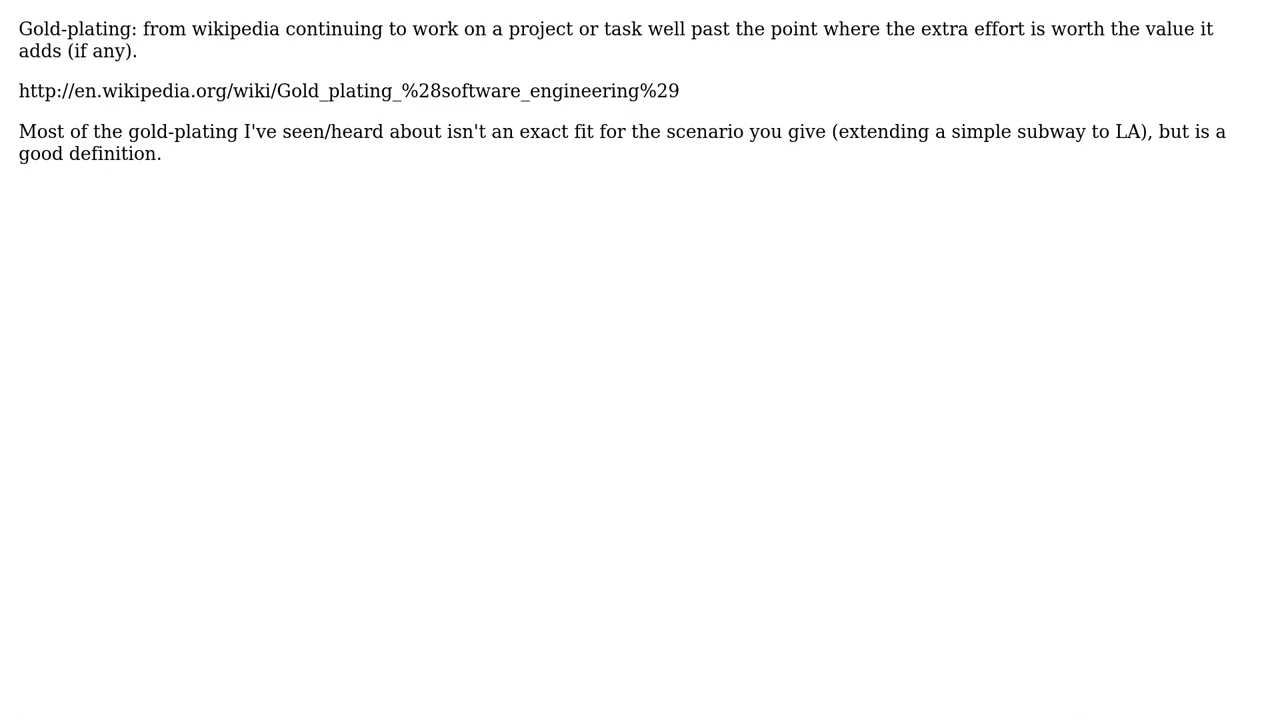 Gold-plating: from wikipedia continuing to work on a project or task well past the point where the extra effort is worth the value it
adds (if any).
http://en.wikipedia.org/wiki/Gold_plating_%28software_engineering%29
Most of the gold-plating I've seen/heard about isn't an exact fit for the scenario you give (extending a simple subway to LA), but is a
good definition.